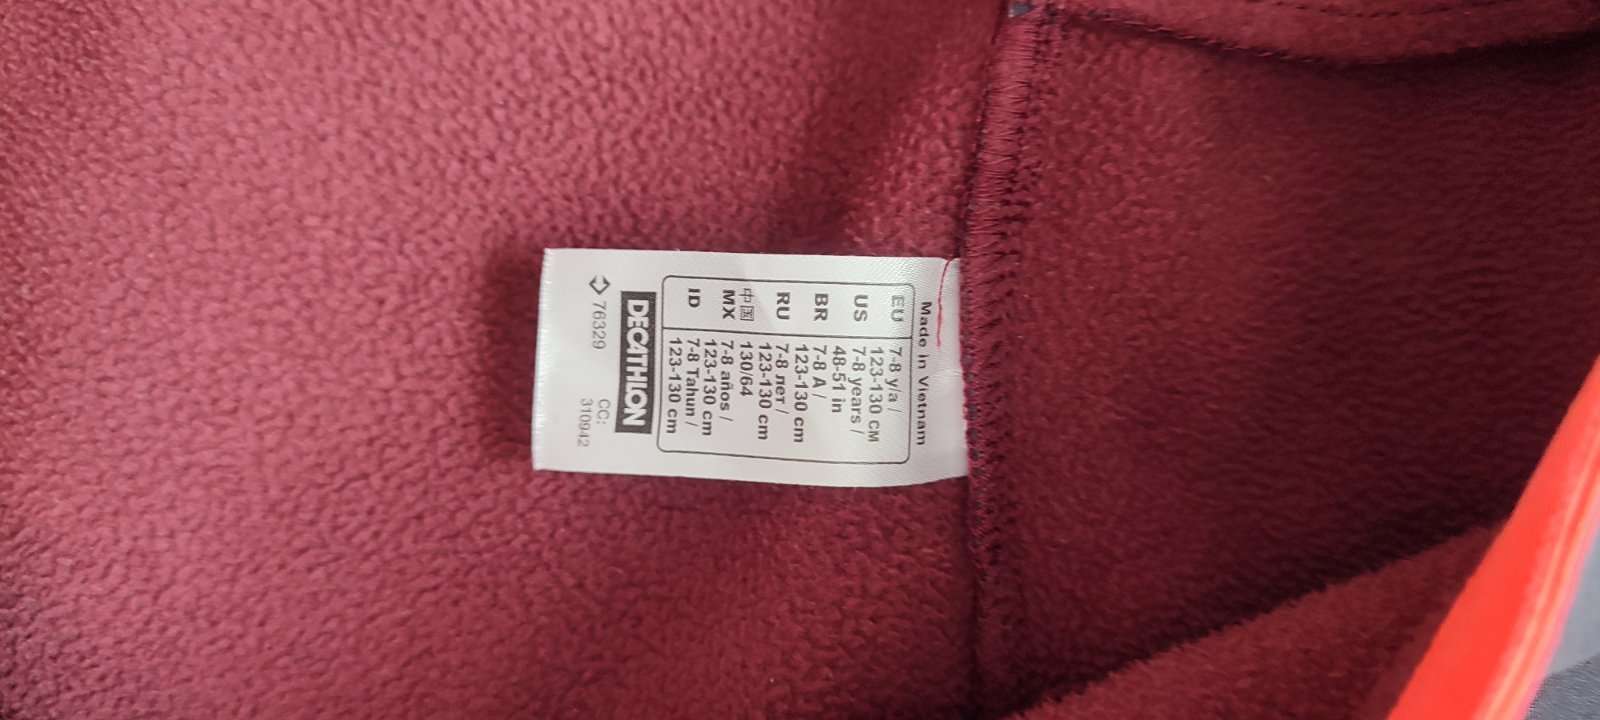 Made in Vietnam
EU 7-8 y/a /
123-130 CM
US 7-8 years /
48-51 in
BR 7-8 A /
123-130 cm
RU 7-8 лет /
123-130 cm
中国 130/64
MX 7-8 años /
123-130 cm
ID 7-8 Tahun /
123-130 cm
DECATHLON
76329 CC:
310942